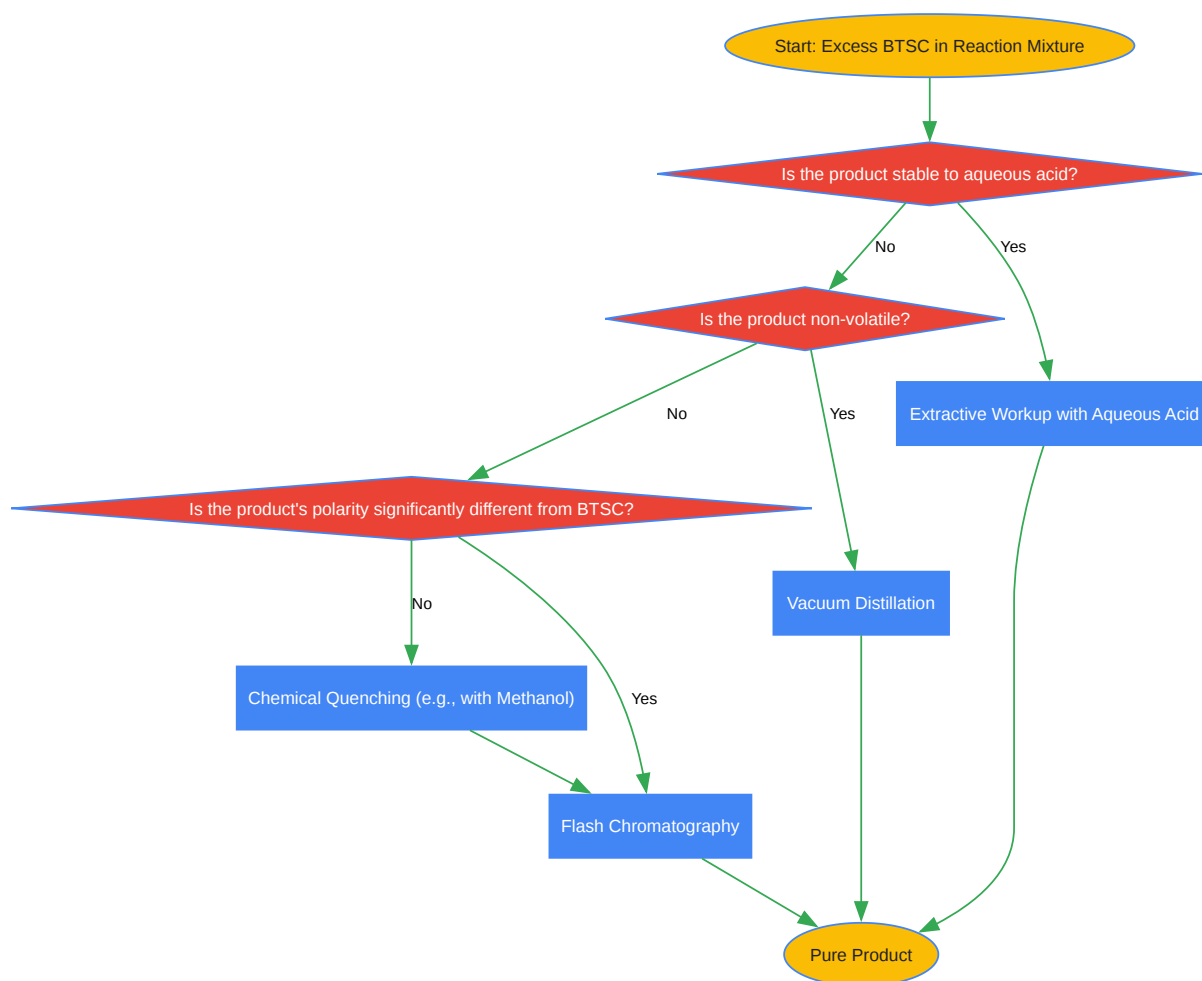 Start: Excess BTSC in Reaction Mixture
Is the product stable to aqueous acid?
No
Yes
Is the product non-volatile?
No
Yes
Extractive Workup with Aqueous Acid
Is the product's polarity significantly different from BTSC?
No
Vacuum Distillation
Chemical Quenching (e.g., with Methanol)
Yes
Flash Chromatography
Pure Product